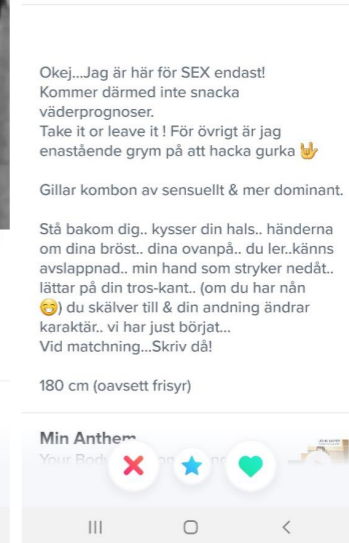 Okej...Jag är här för SEX endast!
Kommer därmed inte snacka
väderprognoser.
Take it or leave it ! För övrigt är jag
enastående grym på att hacka gurka 🤟
Gillar kombon av sensuellt & mer dominant.
Stå bakom dig.. kysser din hals.. händerna
om dina bröst.. dina ovanpå.. du ler..känns
avslappnad.. min hand som stryker nedåt..
lättar på din tros-kant.. (om du har nån
😁) du skälver till & din andning ändrar
karaktär.. vi har just börjat...
Vid matchning...Skriv då!
180 cm (oavsett frisyr)
Min Anthem
Your Body